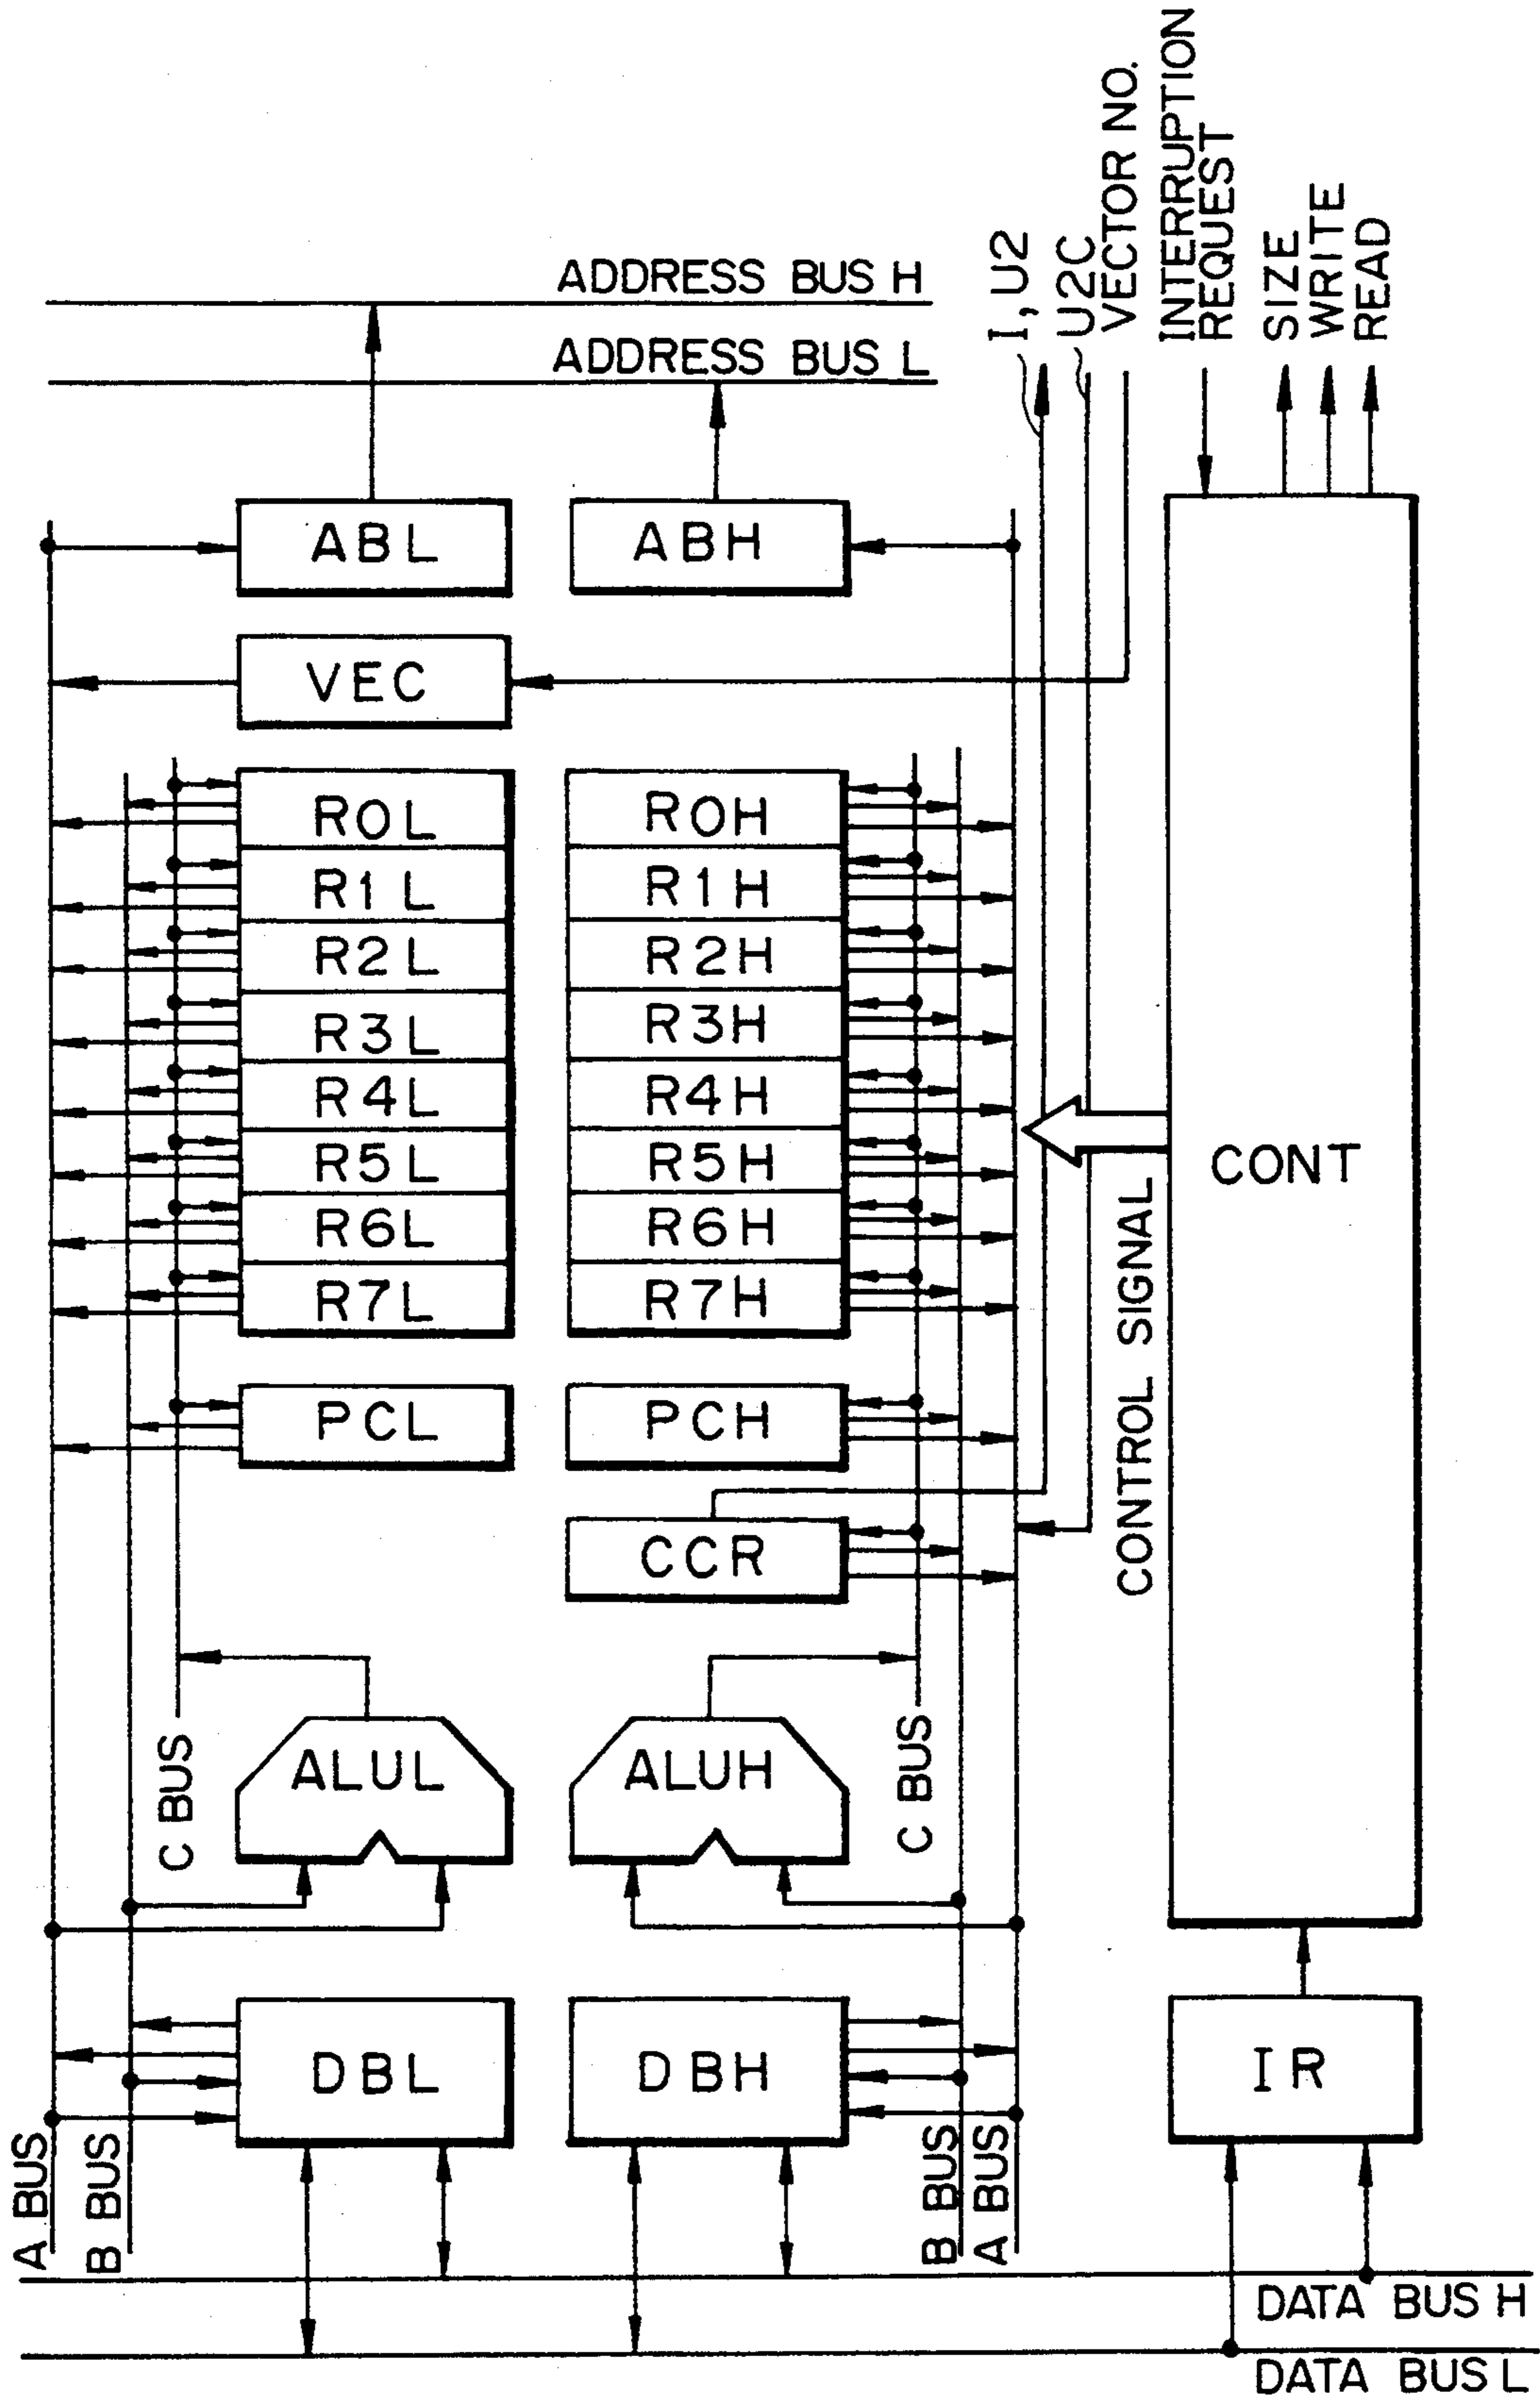 ADDRESS BUS H
ADDRESS BUS L
I, U2
U2C
VECTOR NO.
INTERRUPTION
REQUEST
SIZE
WRITE
READ
ABL
ABH
VEC
R0L
R0H
R1L
R1H
R2L
R2H
R3L
R3H
R4L
R4H
R5L
R5H
R6L
R6H
R7L
R7H
CONT
CONTROL SIGNAL
PCL
PCH
CCR
C BUS
ALUL
ALUH
C BUS
DBL
DBH
IR
A BUS
B BUS
B BUS
A BUS
DATA BUS H
DATA BUS L